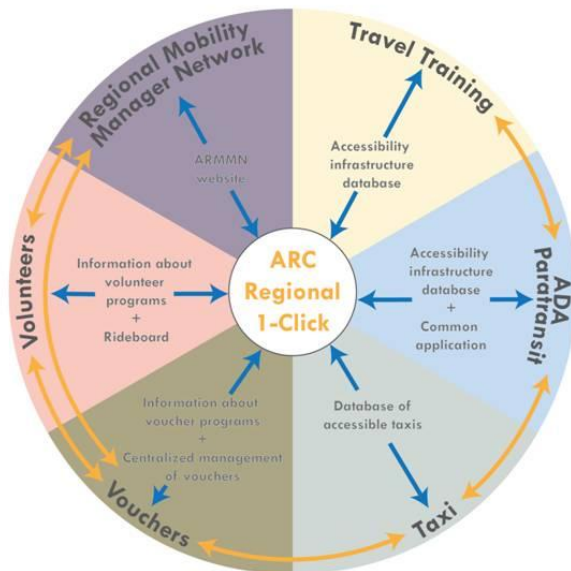 Regional Mobility
Manager Network
Travel Training
ARMMN
website
Accessibility
infrastructure
database
Volunteers
Information about
volunteer
programs
+
Rideboard
ARC
Regional
1-Click
Accessibility
infrastructure
database
+
Common
application
ADA
Paratransit
Information about
voucher programs
+
Centralized management
of vouchers
Database of
accessible taxis
Vouchers
Taxi